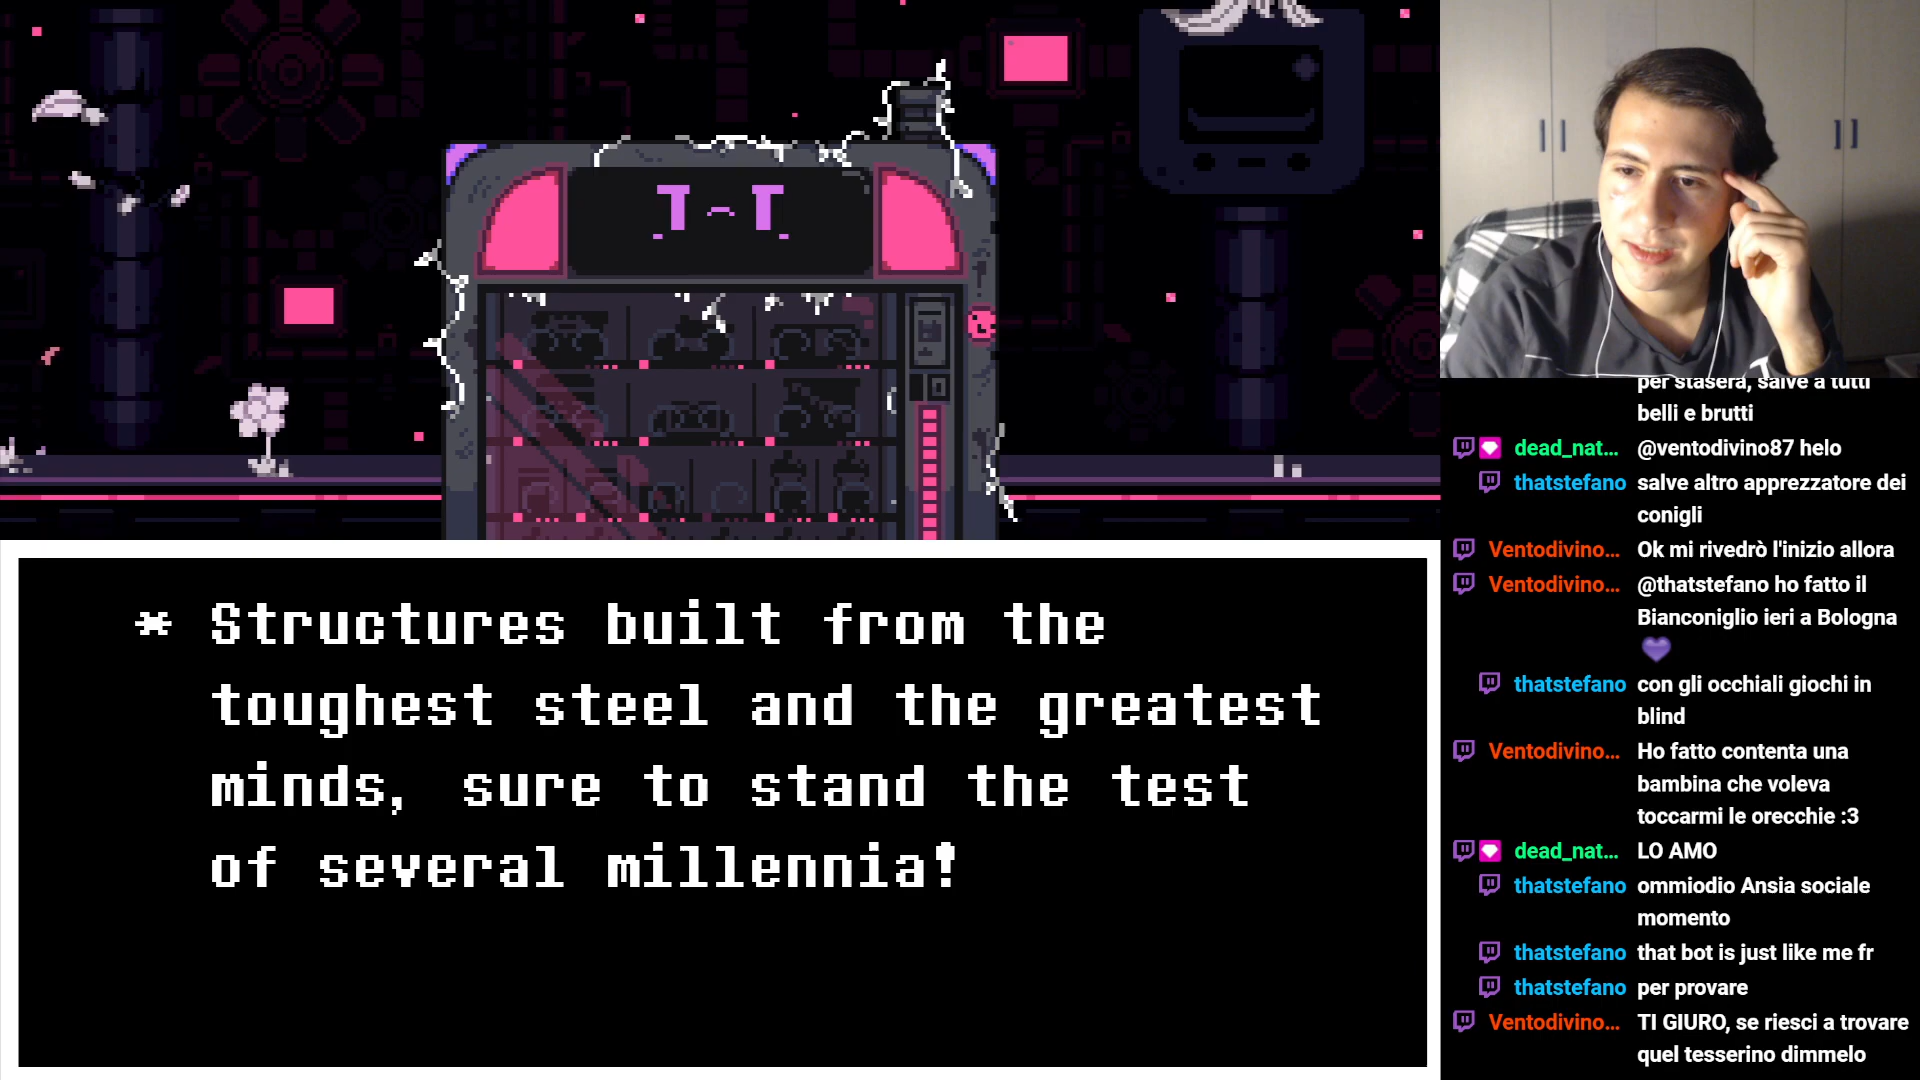 T-T
* Structures built from the
toughest steel and the greatest
minds, sure to stand the test
of several millennia!
per stasera, salve a tutti
belli e brutti
dead_nat... @ventodivino87 helo
thatstefano salve altro apprezzatore dei
conigli
Ventodivino... Ok mi rivedrò l'inizio allora
Ventodivino... @thatstefano ho fatto il
Bianconiglio ieri a Bologna
💜
thatstefano con gli occhiali giochi in
blind
Ventodivino... Ho fatto contenta una
bambina che voleva
toccarmi le orecchie :3
dead_nat... LO AMO
thatstefano ommiodio Ansia sociale
momento
thatstefano that bot is just like me fr
thatstefano per provare
Ventodivino... TI GIURO, se riesci a trovare
quel tesserino dimmelo